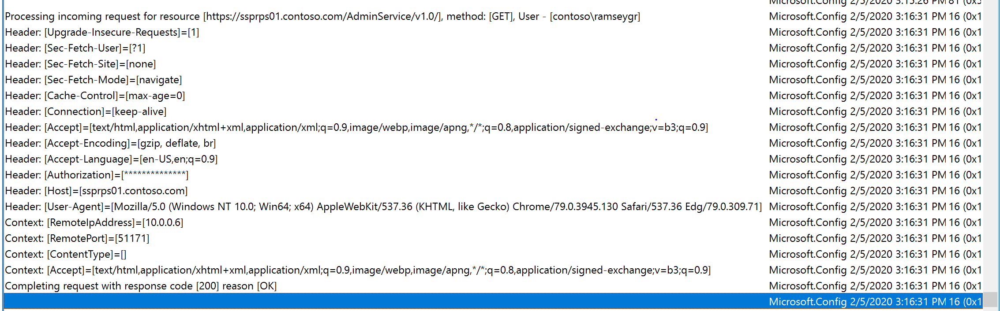 Microsoft.Config 2/5/2020 3:15:26 PM 81
Processing incoming request for resource [https://ssprps01.contoso.com/AdminService/v1.0/], method: [GET], User - [contoso\ramseygr] Microsoft.Config 2/5/2020 3:16:31 PM 16 (0x1
Header: [Upgrade-Insecure-Requests]=[1] Microsoft.Config 2/5/2020 3:16:31 PM 16 (0x1
Header: [Sec-Fetch-User]=[?1] Microsoft.Config 2/5/2020 3:16:31 PM 16 (0x1
Header: [Sec-Fetch-Site]=[none] Microsoft.Config 2/5/2020 3:16:31 PM 16 (0x1
Header: [Sec-Fetch-Mode]=[navigate] Microsoft.Config 2/5/2020 3:16:31 PM 16 (0x1
Header: [Cache-Control]=[max-age=0] Microsoft.Config 2/5/2020 3:16:31 PM 16 (0x1
Header: [Connection]=[keep-alive] Microsoft.Config 2/5/2020 3:16:31 PM 16 (0x1
Header: [Accept]=[text/html,application/xhtml+xml,application/xml;q=0.9,image/webp,image/apng,*/*;q=0.8,application/signed-exchange;v=b3;q=0.9] Microsoft.Config 2/5/2020 3:16:31 PM 16 (0x1
Header: [Accept-Encoding]=[gzip, deflate, br] Microsoft.Config 2/5/2020 3:16:31 PM 16 (0x1
Header: [Accept-Language]=[en-US,en;q=0.9] Microsoft.Config 2/5/2020 3:16:31 PM 16 (0x1
Header: [Authorization]=[**************] Microsoft.Config 2/5/2020 3:16:31 PM 16 (0x1
Header: [Host]=[ssprps01.contoso.com] Microsoft.Config 2/5/2020 3:16:31 PM 16 (0x1
Header: [User-Agent]=[Mozilla/5.0 (Windows NT 10.0; Win64; x64) AppleWebKit/537.36 (KHTML, like Gecko) Chrome/79.0.3945.130 Safari/537.36 Edg/79.0.309.71] Microsoft.Config 2/5/2020 3:16:31 PM 16 (0x1
Context: [RemoteIpAddress]=[10.0.0.6] Microsoft.Config 2/5/2020 3:16:31 PM 16 (0x1
Context: [RemotePort]=[51171] Microsoft.Config 2/5/2020 3:16:31 PM 16 (0x1
Context: [ContentType]=[] Microsoft.Config 2/5/2020 3:16:31 PM 16 (0x1
Context: [Accept]=[text/html,application/xhtml+xml,application/xml;q=0.9,image/webp,image/apng,*/*;q=0.8,application/signed-exchange;v=b3;q=0.9] Microsoft.Config 2/5/2020 3:16:31 PM 16 (0x1
Completing request with response code [200] reason [OK] Microsoft.Config 2/5/2020 3:16:31 PM 16 (0x1
Microsoft.Config 2/5/2020 3:16:31 PM 16 (0x1